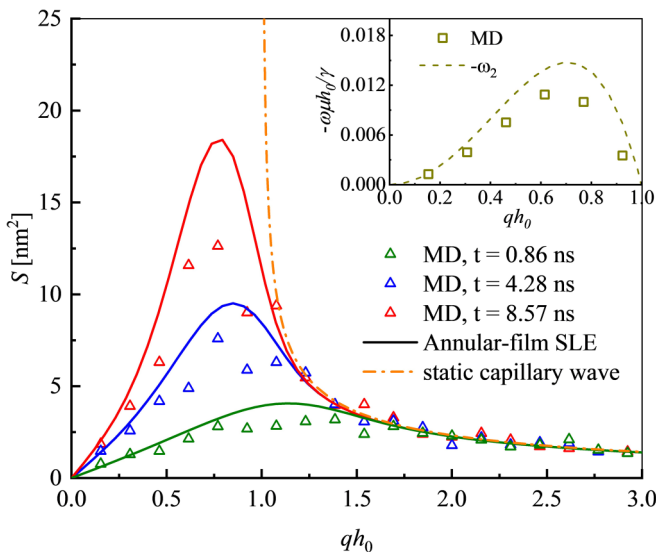 25
20
15
10
5
0
S [nm²]
0.0 0.5 1.0 1.5 2.0 2.5 3.0
qh₀
0.018
0.012
0.006
0.000
-ωμh₀/γ
MD
-ω₂
0.0 0.2 0.4 0.6 0.8 1.0
qh₀
MD, t = 0.86 ns
MD, t = 4.28 ns
MD, t = 8.57 ns
Annular-film SLE
static capillary wave